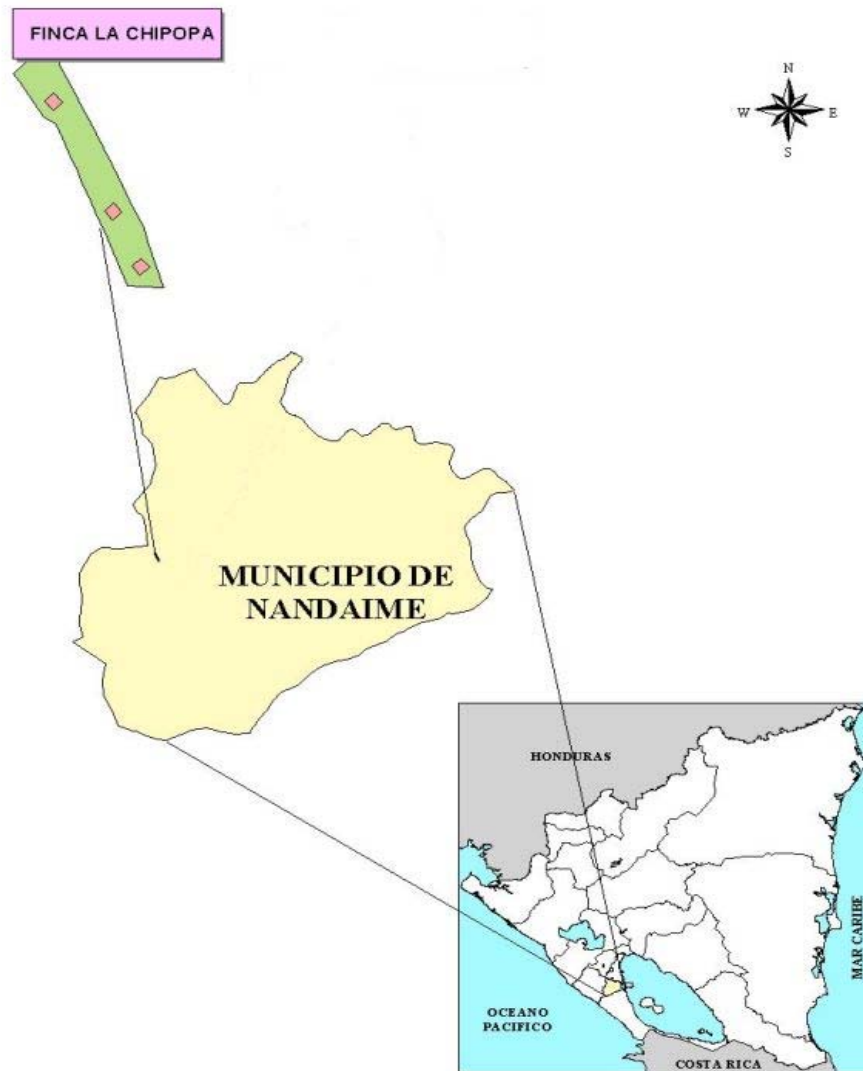 FINCA LA CHIPOPA
N
W E
S
MUNICIPIO DE
NANDAIME
HONDURAS
MAR CARIBE
OCEANO
PACIFICO
COSTA RICA